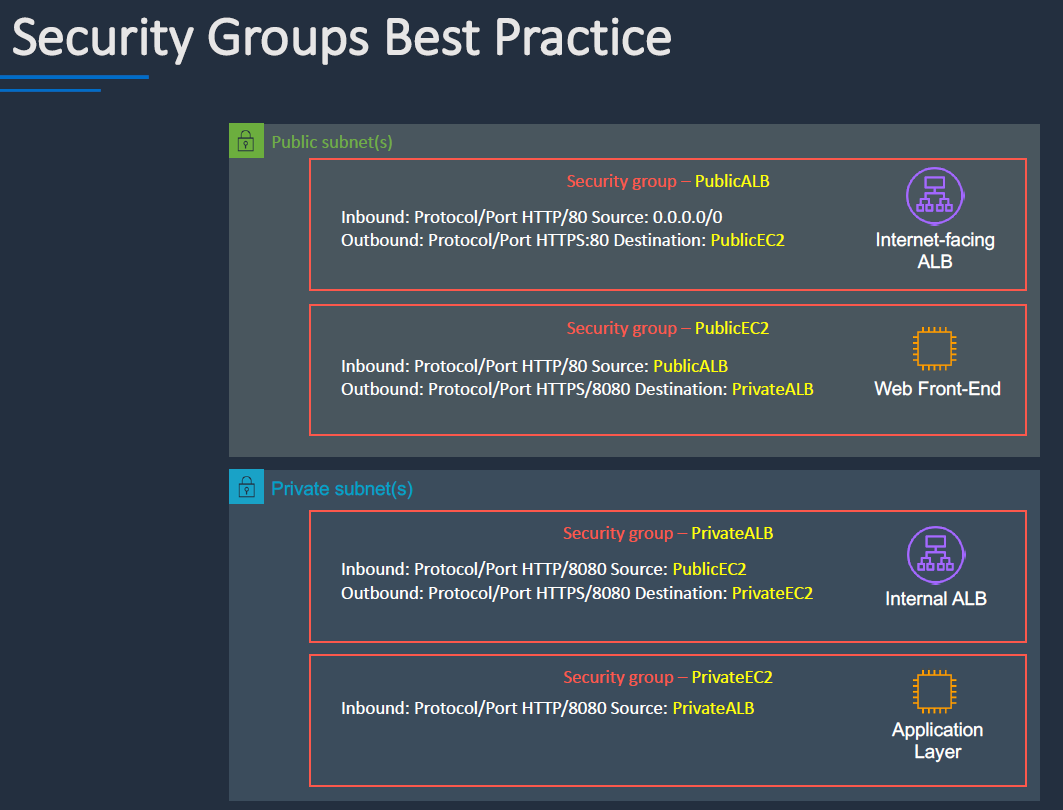 Security Groups Best Practice
Public subnet(s)
Security group – PublicALB
Inbound: Protocol/Port HTTP/80 Source: 0.0.0.0/0
Outbound: Protocol/Port HTTPS:80 Destination: PublicEC2
Internet-facing
ALB
Security group – PublicEC2
Inbound: Protocol/Port HTTP/80 Source: PublicALB
Outbound: Protocol/Port HTTPS/8080 Destination: PrivateALB
Web Front-End
Private subnet(s)
Security group – PrivateALB
Inbound: Protocol/Port HTTP/8080 Source: PublicEC2
Outbound: Protocol/Port HTTPS/8080 Destination: PrivateEC2
Internal ALB
Security group – PrivateEC2
Inbound: Protocol/Port HTTP/8080 Source: PrivateALB
Application
Layer